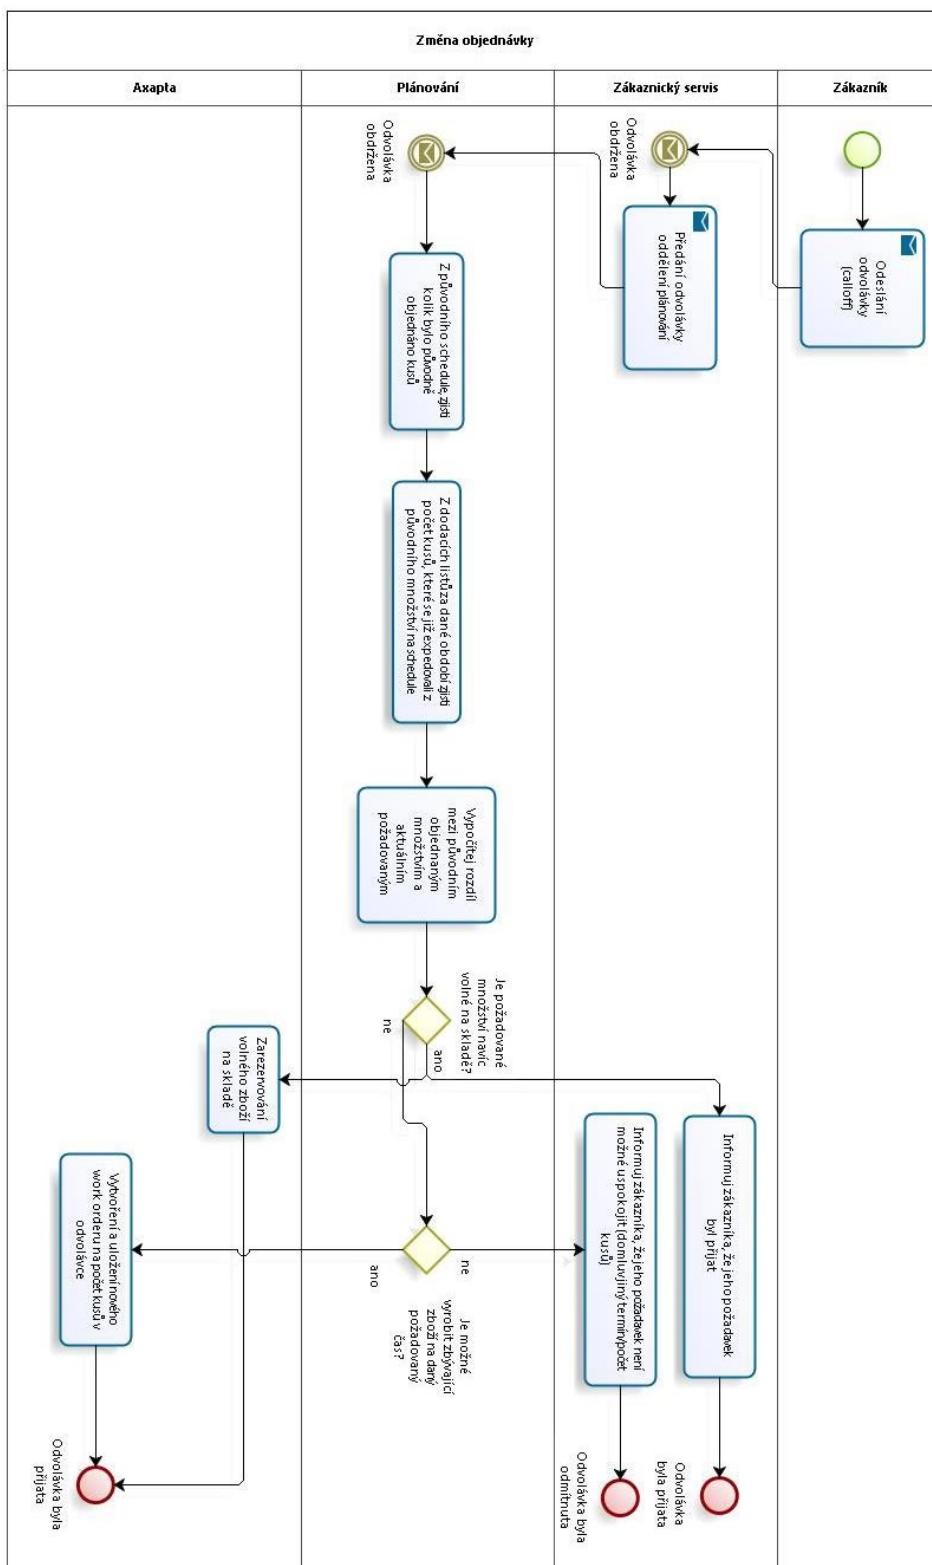 Změna objednávky
Axapta
Plánování
Zákaznický servis
Zákazník
Odeslání
odvolávky
(calloff)
Odvolávka
obdržena
Předání odvolávky
oddělení plánování
Odvolávka
obdržena
Z původního schedule, zjisti
kolik bylo původně
objednáno kusů
Z dodacích listů za dané období zjisti
počet kusů, které se již expedovali z
původního množství na schedule
Vypočítej rozdíl
mezi původním
objednaným
množstvím a
aktuálním
požadovaným
Je požadované
množství navíc
volné na skladě?
ne
ano
Zarezervování
volného zboží
na skladě
Informuj zákazníka, že jeho požadavek
byl přijat
Informuj zákazníka, že jeho požadavek není
možné uspokojit (domluv jiný termín/počet
kusů)
Vytvoření a uložení nového
work orderu na počet kusů v
odvolávce
ne
ano
Je možné
vyrobit zbývající
zboží na daný
požadovaný
čas?
Odvolávka byla
přijata
Odvolávka byla
odmítnuta
Odvolávka
byla přijata